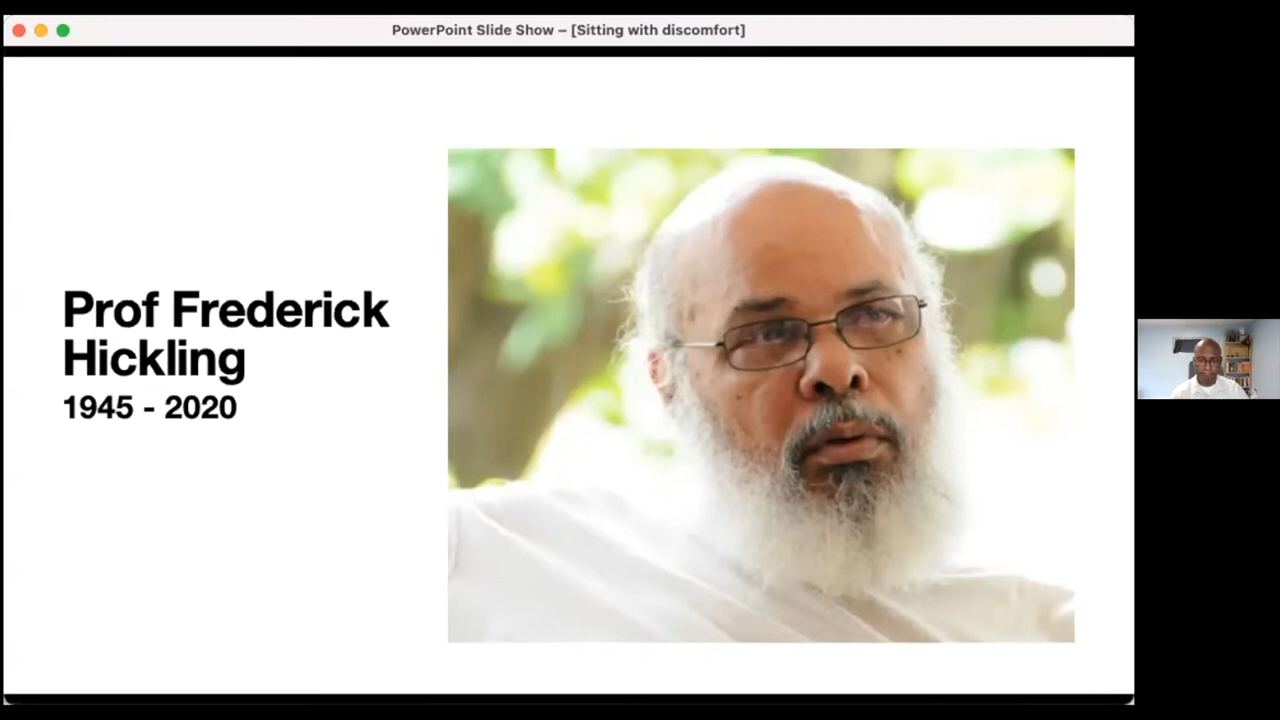 PowerPoint Slide Show – [Sitting with discomfort]
Prof Frederick
Hickling
1945 - 2020